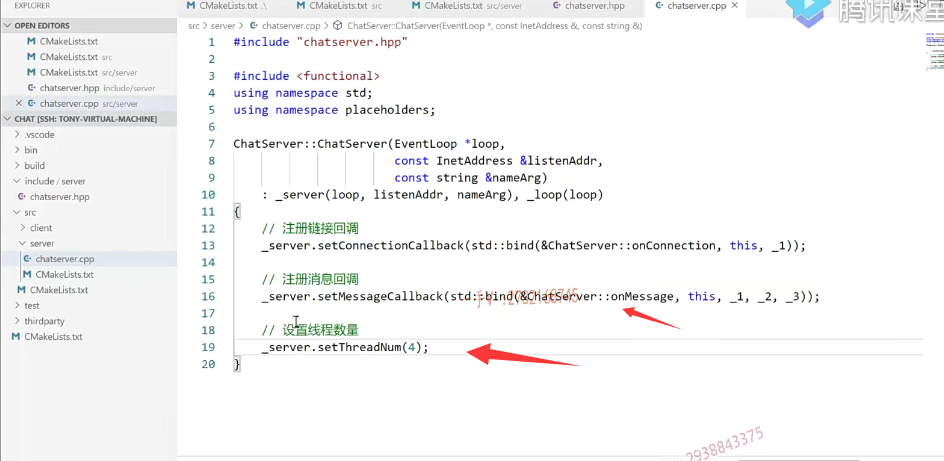 EXPLORER
OPEN EDITORS
CMakeLists.txt
CMakeLists.txt src
CMakeLists.txt src/server
chatserver.hpp include/server
chatserver.cpp src/server
CHAT [SSH: TONY-VIRTUAL-MACHINE]
.vscode
bin
build
include / server
chatserver.hpp
src
client
server
chatserver.cpp
CMakeLists.txt
CMakeLists.txt
test
thirdparty
CMakeLists.txt
CMakeLists.txt .\
CMakeLists.txt src
CMakeLists.txt src/server
chatserver.hpp
chatserver.cpp
腾讯课堂
src > server > chatserver.cpp > ChatServer::ChatServer(EventLoop *, const InetAddress &, const string &)
1 #include "chatserver.hpp"
2
3 #include <functional>
4 using namespace std;
5 using namespace placeholders;
6
7 ChatServer::ChatServer(EventLoop *loop,
8 const InetAddress &listenAddr,
9 const string &nameArg)
10 : _server(loop, listenAddr, nameArg), _loop(loop)
11 {
12 // 注册链接回调
13 _server.setConnectionCallback(std::bind(&ChatServer::onConnection, this, _1));
14
15 // 注册消息回调
16 _server.setMessageCallback(std::bind(&ChatServer::onMessage, this, _1, _2, _3));
17
18 // 设置线程数量
19 _server.setThreadNum(4);
20 }
2938843375